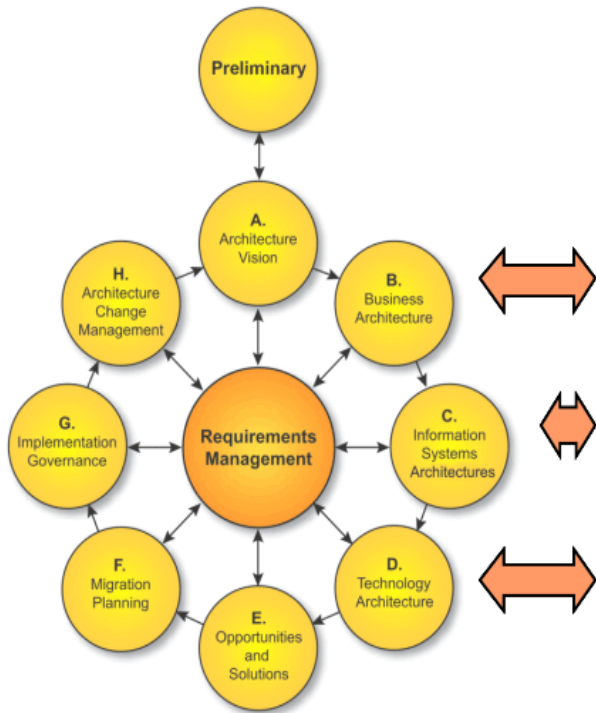 Preliminary
A.
Architecture
Vision
B.
Business
Architecture
C.
Information
Systems
Architectures
D.
Technology
Architecture
E.
Opportunities
and
Solutions
F.
Migration
Planning
G.
Implementation
Governance
H.
Architecture
Change
Management
Requirements
Management